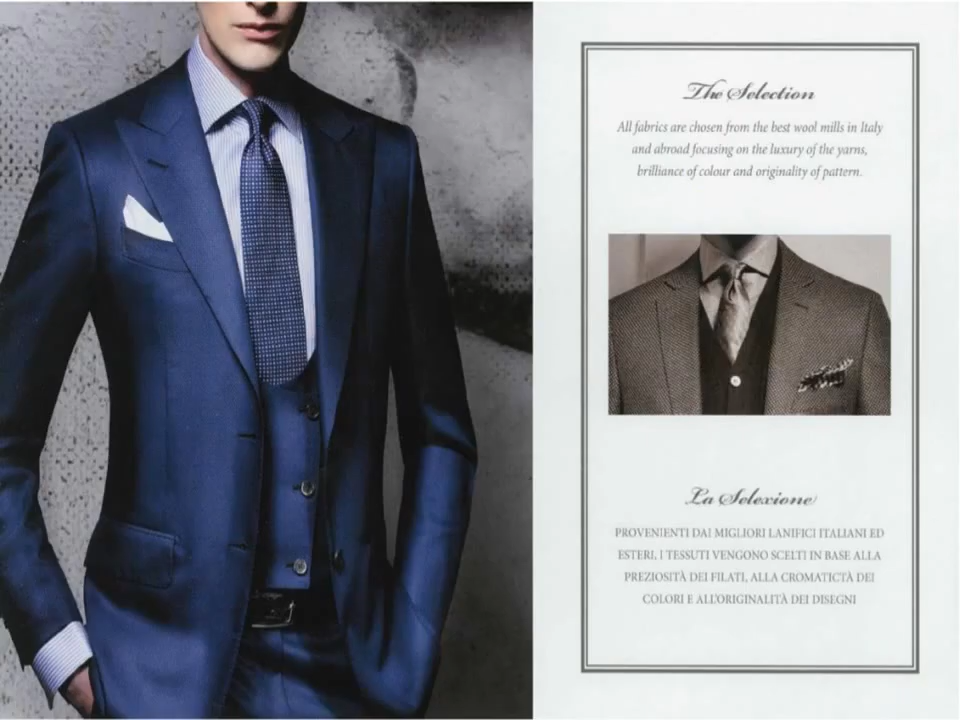 The Selection
All fabrics are chosen from the best wool mills in Italy
and abroad focusing on the luxury of the yarns,
brilliance of colour and originality of pattern.
La Selexione
PROVENIENTI DAI MIGLIORI LANIFICI ITALIANI ED
ESTERI, I TESSUTI VENGONO SCELTI IN BASE ALLA
PREZIOSITÀ DEI FILATI, ALLA CROMATICTÀ DEI
COLORI E ALL'ORIGINALITÀ DEI DISEGNI